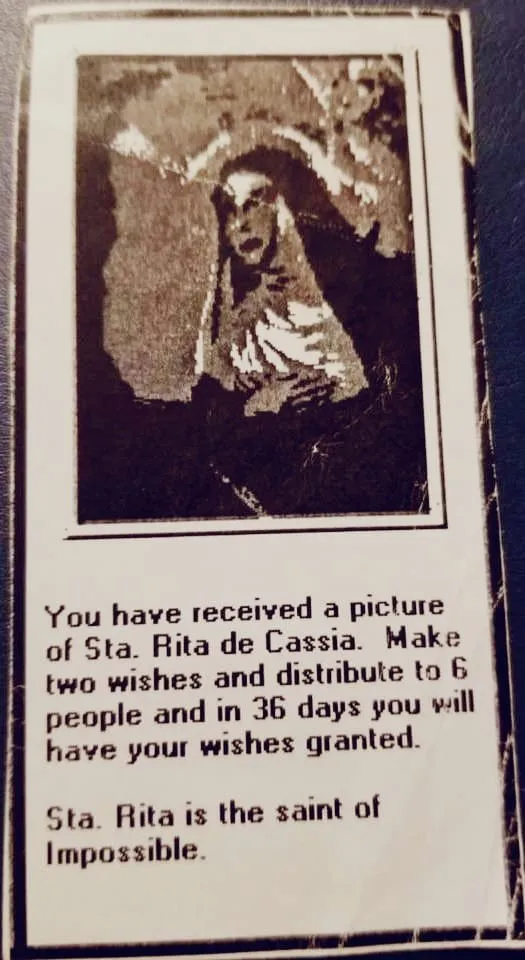 You have received a picture
of Sta. Rita de Cassia. Make
two wishes and distribute to 6
people and in 36 days you will
have your wishes granted.
Sta. Rita is the saint of
Impossible.